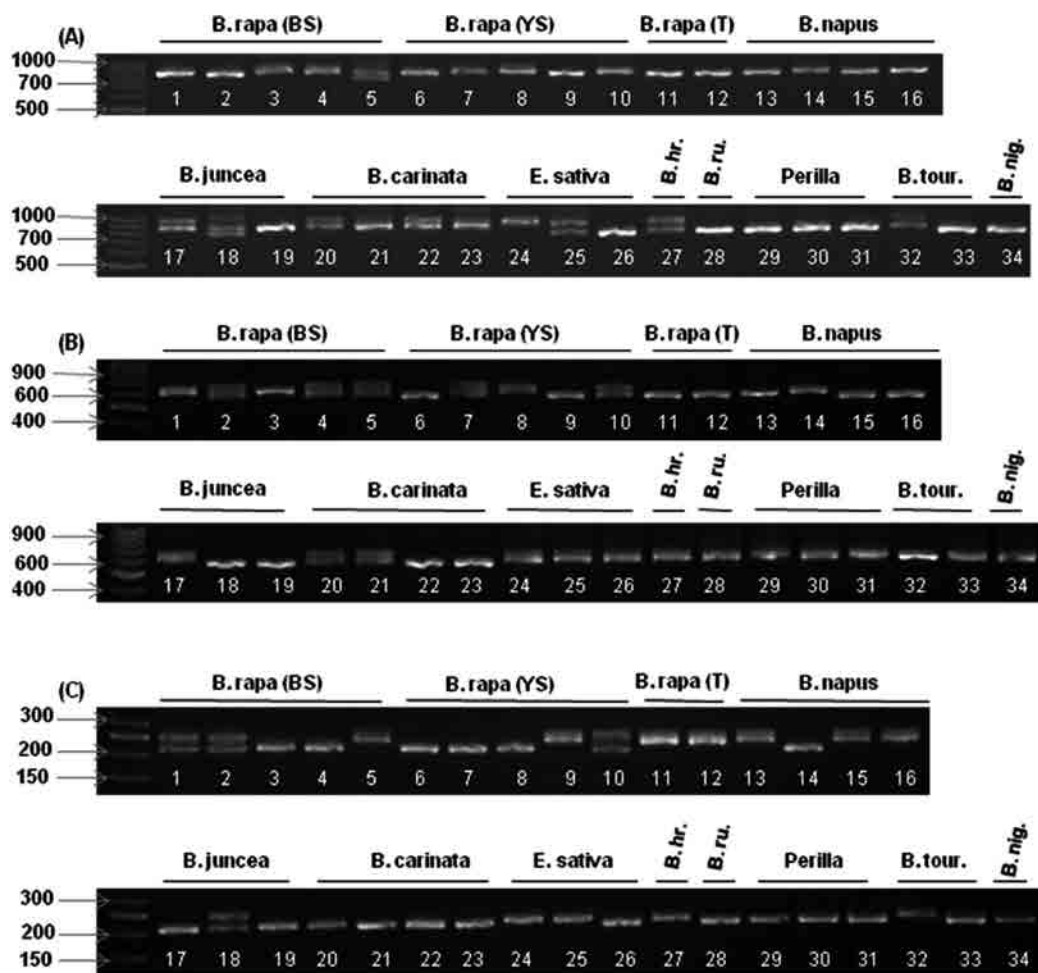 B.rapa (BS) B.rapa (YS) B.rapa (T) B.napus
(A)
1000
700
500
1 2 3 4 5 6 7 8 9 10 11 12 13 14 15 16
B.juncea B.carinata E.sativa B.hr. B.ru. Perilla B.tour. B.nig.
1000
700
500
17 18 19 20 21 22 23 24 25 26 27 28 29 30 31 32 33 34
B.rapa (BS) B.rapa (YS) B.rapa (T) B.napus
(B)
900
600
400
1 2 3 4 5 6 7 8 9 10 11 12 13 14 15 16
B.juncea B.carinata E.sativa B.hr. B.ru. Perilla B.tour. B.nig.
900
600
400
17 18 19 20 21 22 23 24 25 26 27 28 29 30 31 32 33 34
B.rapa (BS) B.rapa (YS) B.rapa (T) B.napus
(C)
300
200
150
1 2 3 4 5 6 7 8 9 10 11 12 13 14 15 16
B.juncea B.carinata E.sativa B.hr. B.ru. Perilla B.tour. B.nig.
300
200
150
17 18 19 20 21 22 23 24 25 26 27 28 29 30 31 32 33 34